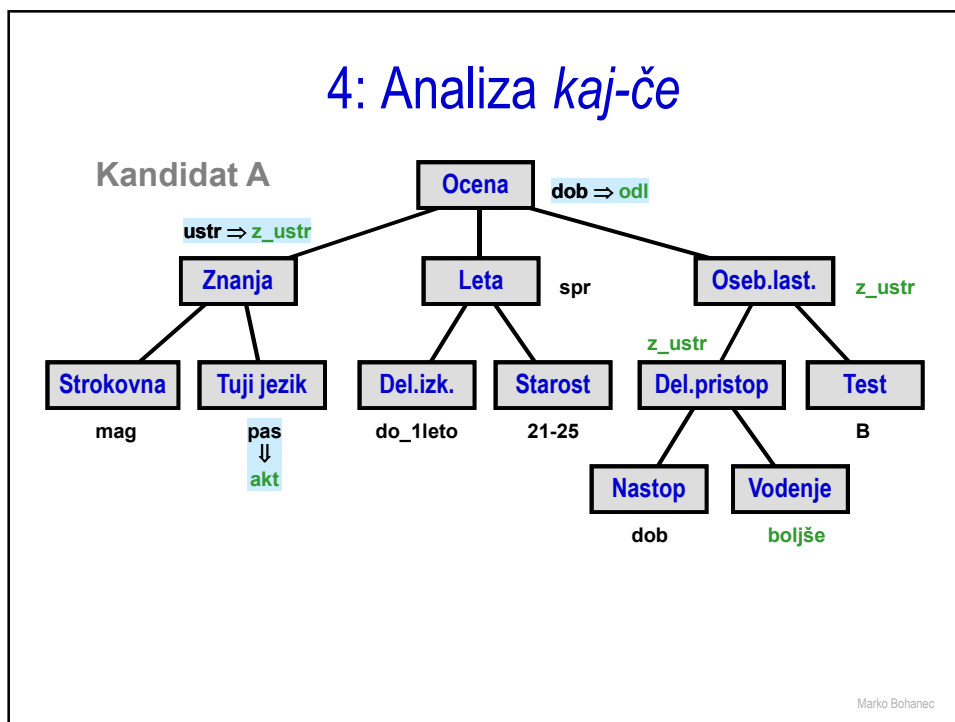 4: Analiza kaj-če
Kandidat A
Ocena
dob ⇒ odl
ustr ⇒ z_ustr
Znanja
Leta
spr
Oseb.last.
z_ustr
z_ustr
Strokovna
Tuji jezik
Del.izk.
Starost
Del.pristop
Test
mag
pas
⇓
akt
do_1leto
21-25
B
Nastop
Vodenje
dob
boljše
Marko Bohanec